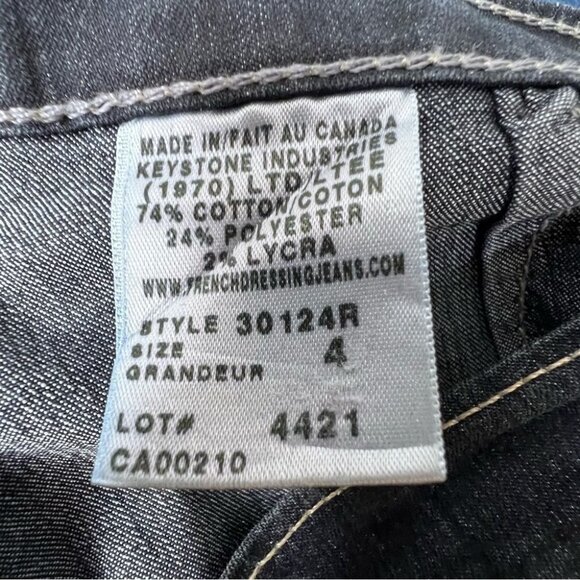 MADE IN/FAIT AU CANADA
KEYSTONE INDUSTRIES
(1970) LTD/LTEE
74% COTTON/COTON
24% POLYESTER
2% LYCRA
WWW.FRENCHDRESSINGJEANS.COM
STYLE 30124R
SIZE 4
GRANDEUR
LOT# 4421
CA00210